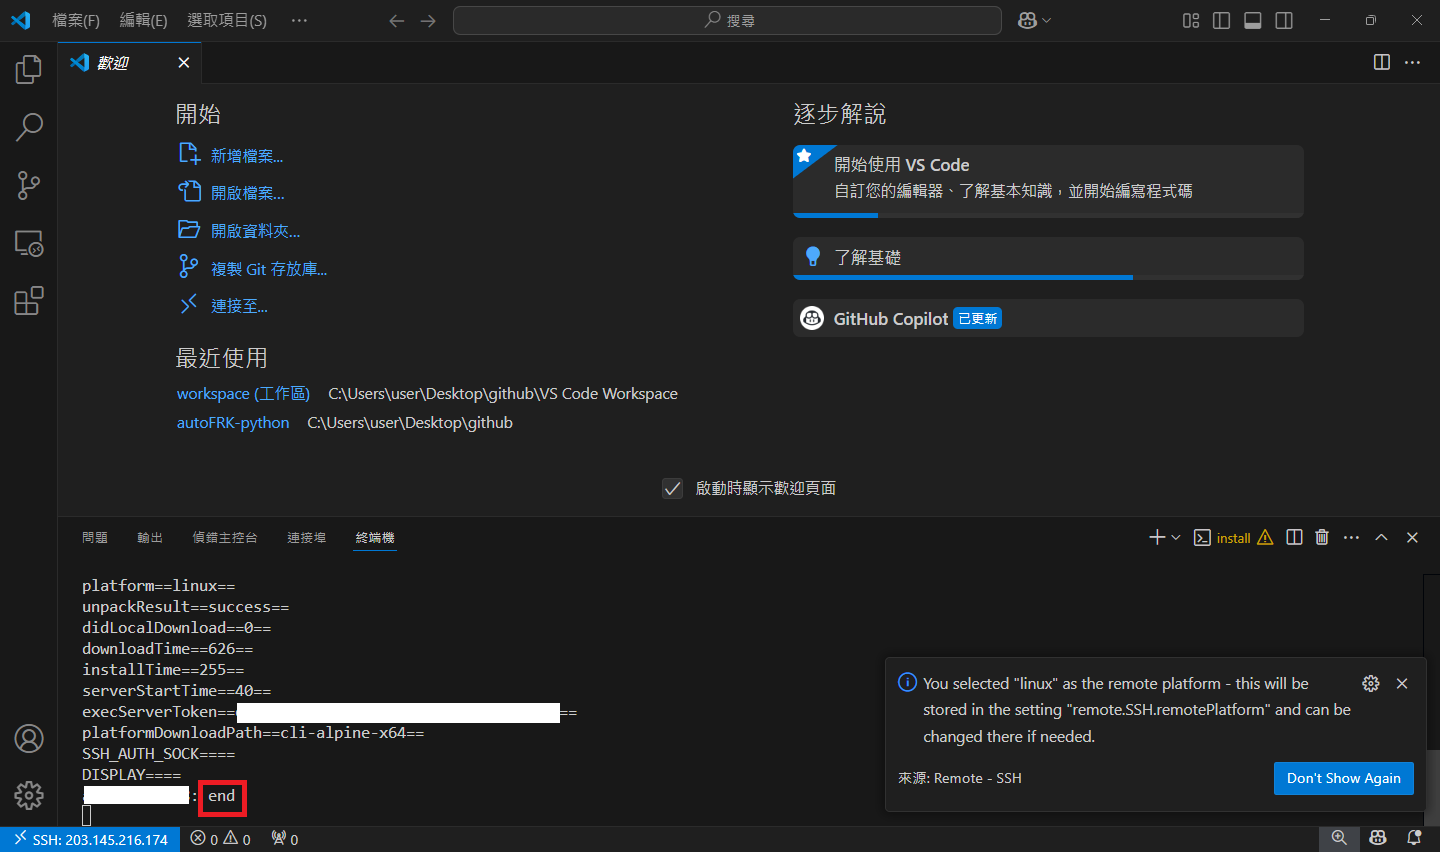 檔案(F) 編輯(E) 選取項目(S) ··· 搜尋
歡迎
開始
新增檔案...
開啟檔案...
開啟資料夾...
複製 Git 存放庫...
連接至...
最近使用
workspace (工作區) C:\Users\user\Desktop\github\VS Code Workspace
autoFRK-python C:\Users\user\Desktop\github
逐步解說
開始使用 VS Code
自訂您的編輯器、了解基本知識，並開始編寫程式碼
了解基礎
GitHub Copilot 已更新
啟動時顯示歡迎頁面
問題 輸出 偵錯主控台 連接埠 終端機 install
platform==linux==
unpackResult==success==
didLocalDownload==0==
downloadTime==626==
installTime==255==
serverStartTime==40==
execServerToken== ==
platformDownloadPath==cli-alpine-x64==
SSH_AUTH_SOCK====
DISPLAY====
: end
You selected "linux" as the remote platform - this will be
stored in the setting "remote.SSH.remotePlatform" and can be
changed there if needed.
來源: Remote - SSH Don't Show Again
SSH: 203.145.216.174 0 0 0